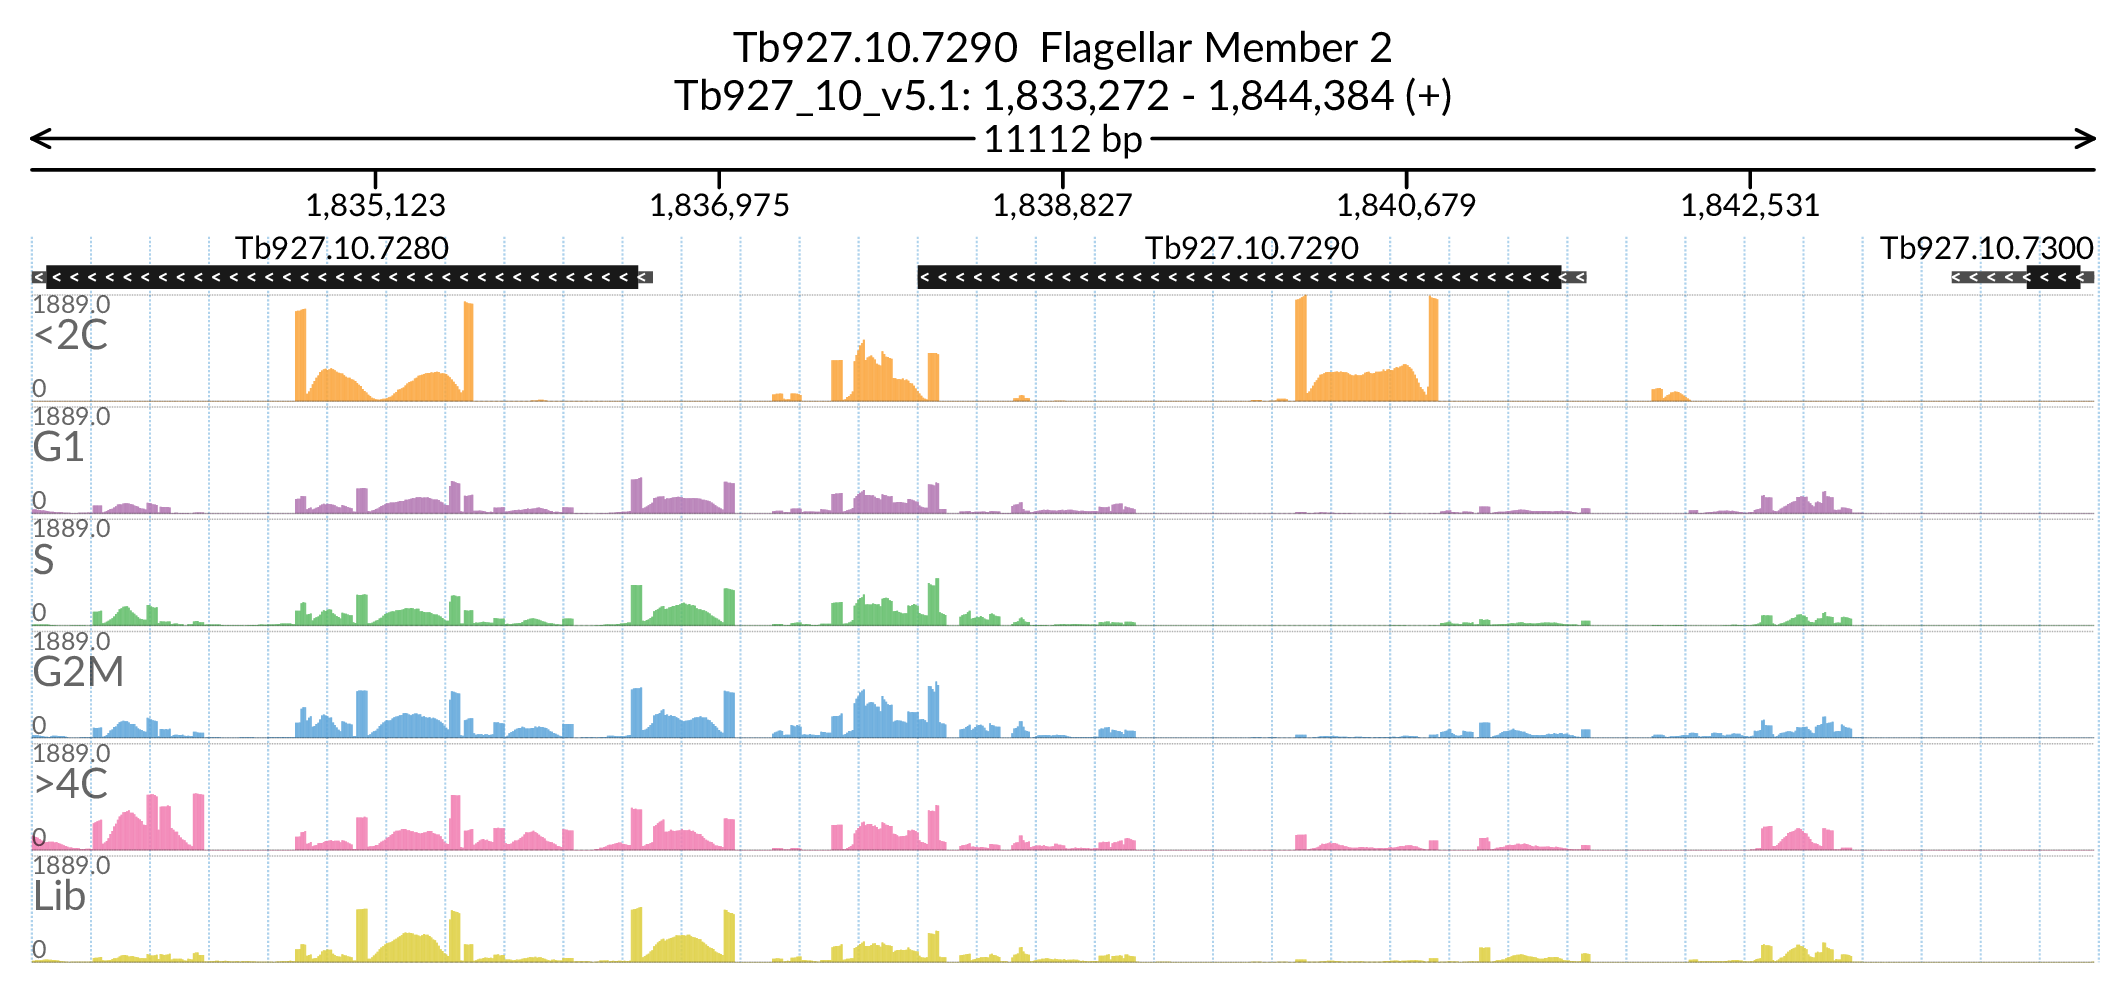 Tb927.10.7290  Flagellar Member 2
Tb927_10_v5.1: 1,833,272 - 1,844,384 (+)
11112 bp
1,835,123 1,836,975 1,838,827 1,840,679 1,842,531
Tb927.10.7280 Tb927.10.7290 Tb927.10.7300
1889.0
<2C
0
1889.0
G1
0
1889.0
S
0
1889.0
G2M
0
1889.0
>4C
0
1889.0
Lib
0